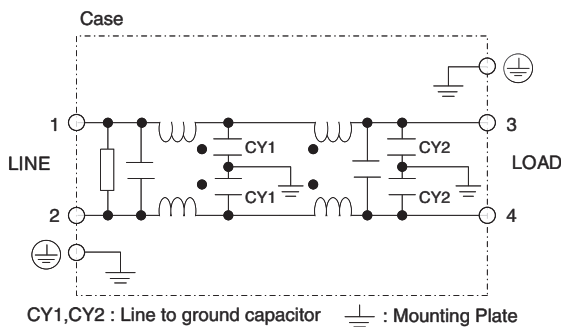 Case
1
3
CY1
CY2
LINE
LOAD
CY1
CY2
2
4
CY1,CY2 : Line to ground capacitor
: Mounting Plate